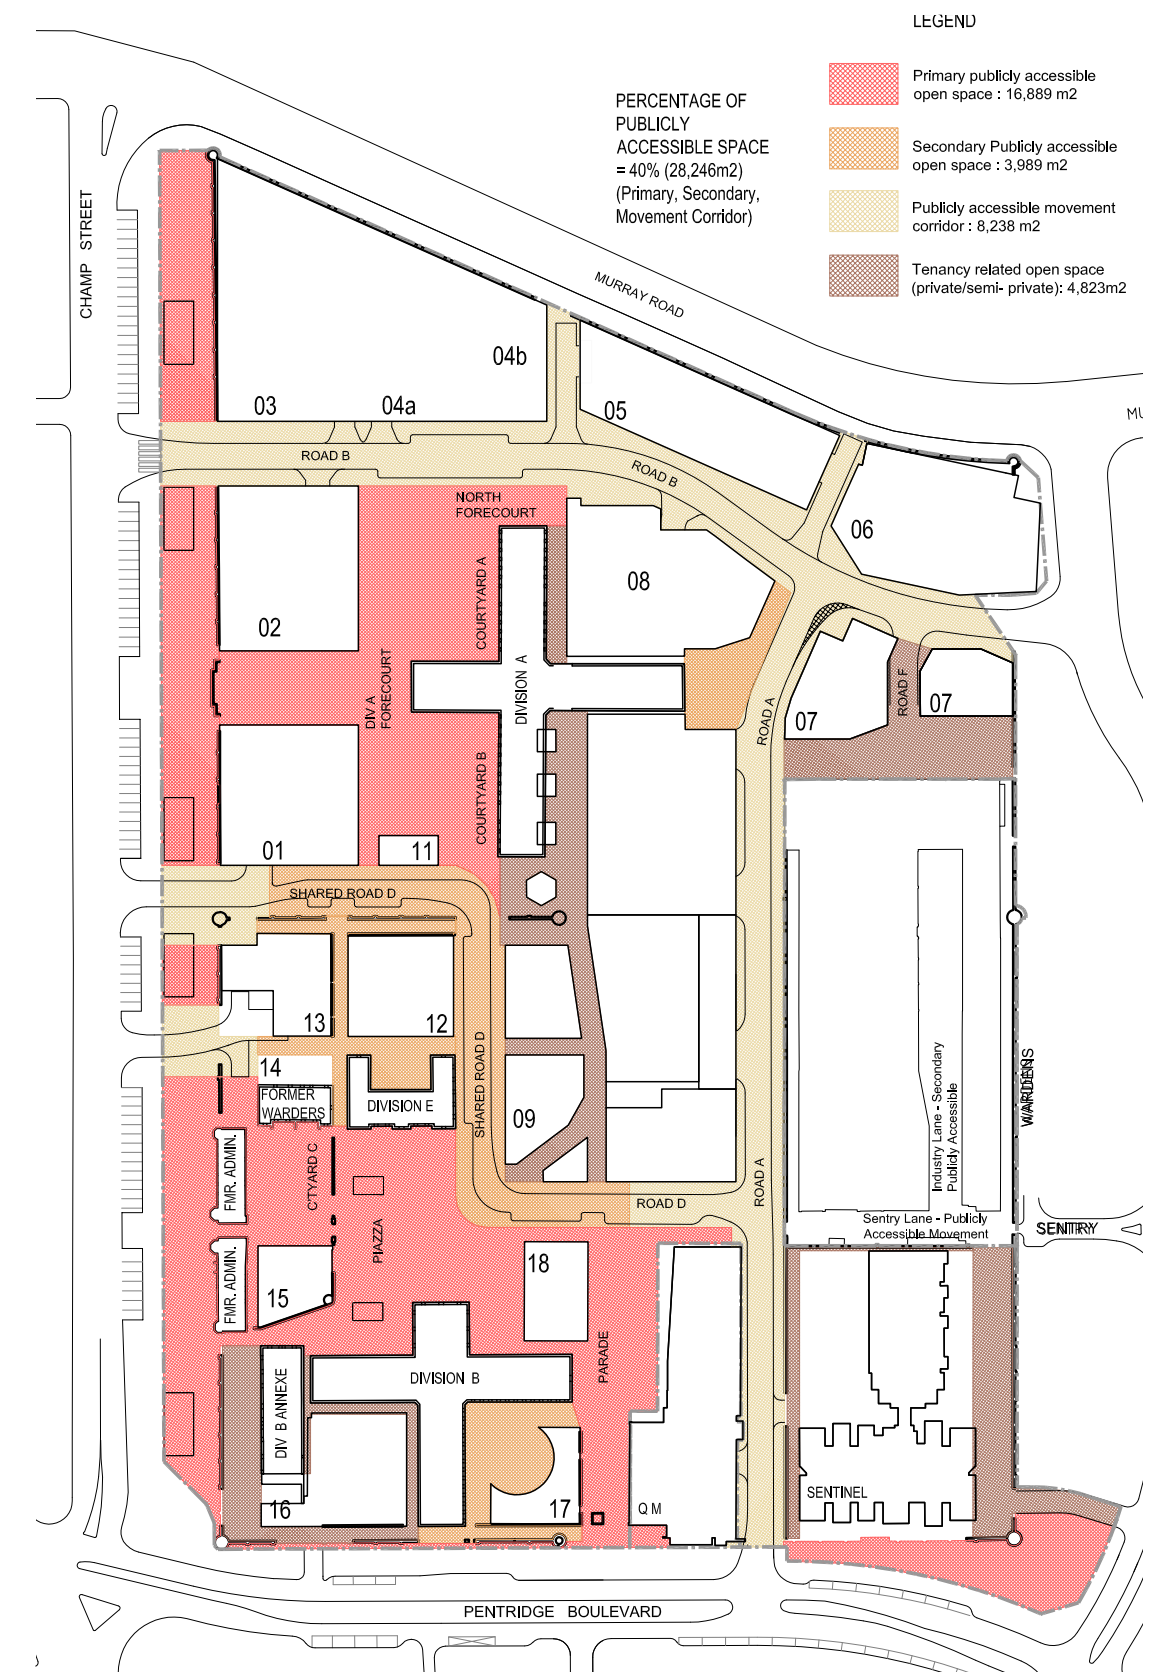 LEGEND
Primary publicly accessible
open space : 16,889 m2
Secondary Publicly accessible
open space : 3,989 m2
Publicly accessible movement
corridor : 8,238 m2
Tenancy related open space
(private/semi- private): 4,823m2
PERCENTAGE OF
PUBLICLY
ACCESSIBLE SPACE
= 40% (28,246m2)
(Primary, Secondary,
Movement Corridor)
CHAMP STREET
MURRAY ROAD
04b
03
04a
05
MU
ROAD B
ROAD B
NORTH
FORECOURT
06
COURTYARD A
08
02
DIVISION A
DIV A
FORECOURT
ROAD F
07
07
ROAD A
COURTYARD B
01
11
SHARED ROAD D
13
12
14
FORMER
WARDERS
DIVISION E
SHARED ROAD D
09
Industry Lane - Secondary
Publicly Accessible
FMR. ADMIN.
C'TYARD C
ROAD A
ROAD D
PIAZZA
Sentry Lane - Publicly
Accessible Movement
SENTRY
FMR. ADMIN.
15
18
PARADE
DIVISION B
DIV B ANNEXE
16
17
Q M
SENTINEL
PENTRIDGE BOULEVARD